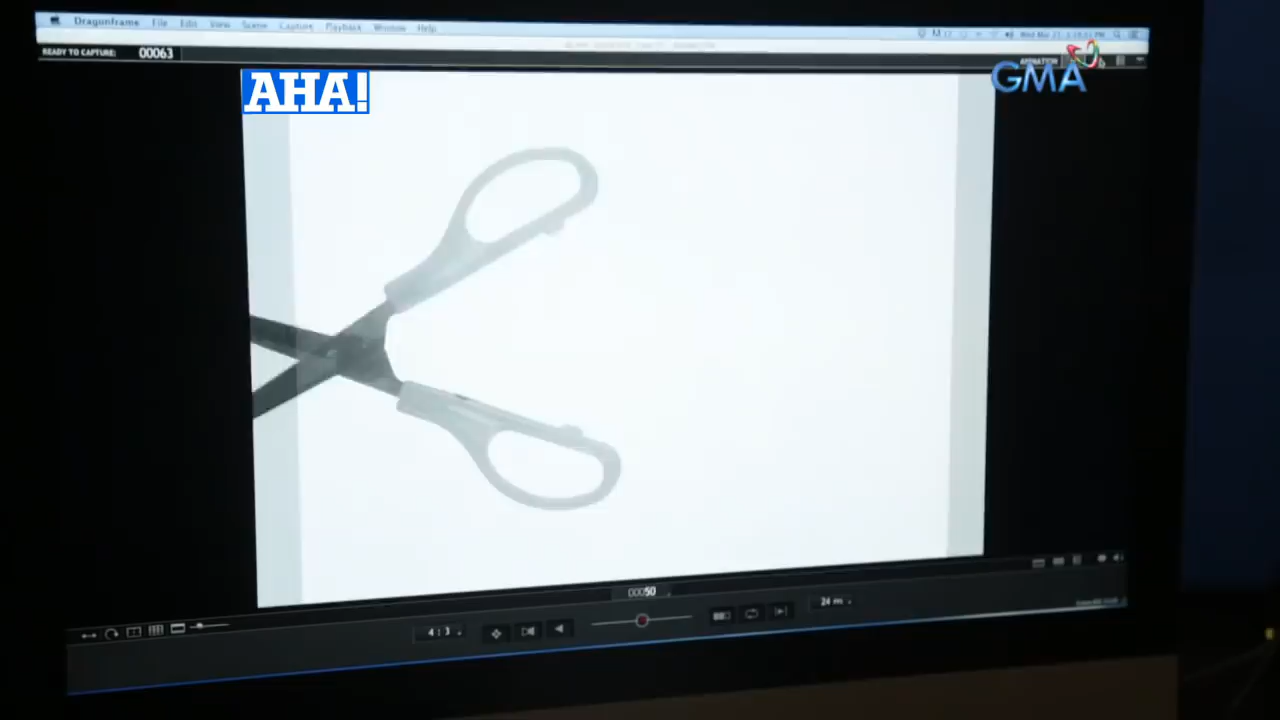 Dragonframe File Edit View Scene Capture Playback Window Help
READY TO CAPTURE: 00063
ANIMATION
AHA!
GMA
00050
4:3
24